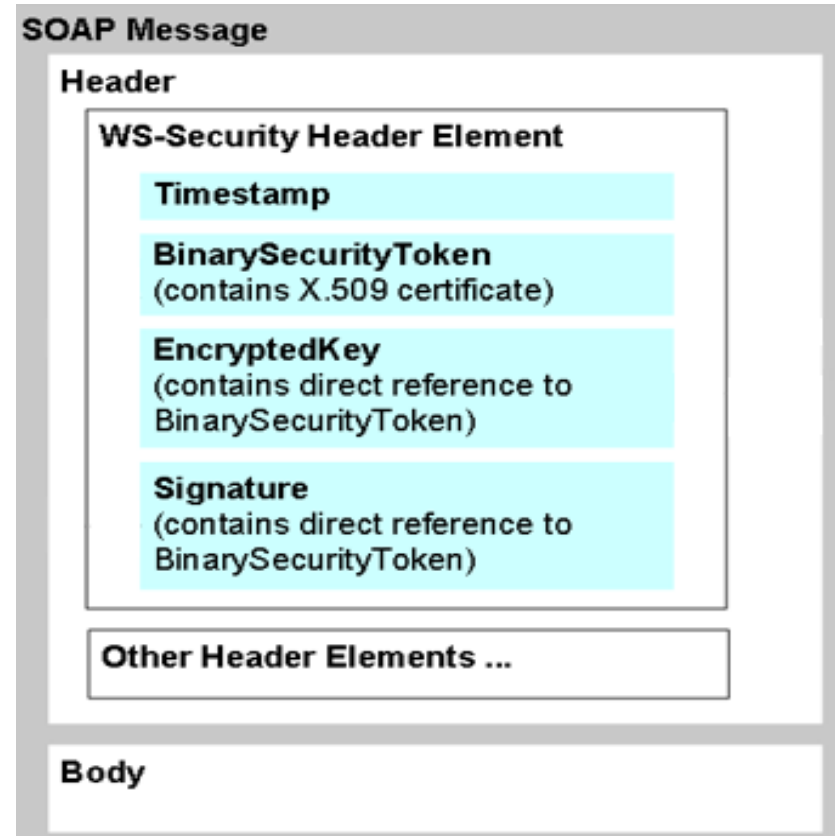 SOAP Message
Header
WS-Security Header Element
Timestamp
BinarySecurityToken
(contains X.509 certificate)
EncryptedKey
(contains direct reference to
BinarySecurityToken)
Signature
(contains direct reference to
BinarySecurityToken)
Other Header Elements ...
Body